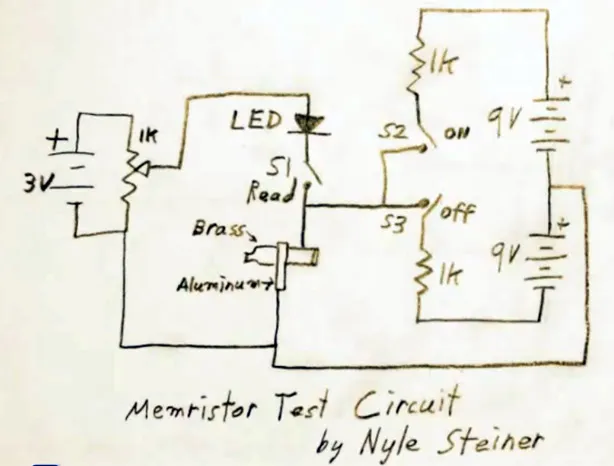 1K
LED
S2
on
9V
+
+
1K
3V
S1
Read
S3
off
+
Brass
Aluminum
1K
9V
Memristor Test Circuit
by Nyle Steiner